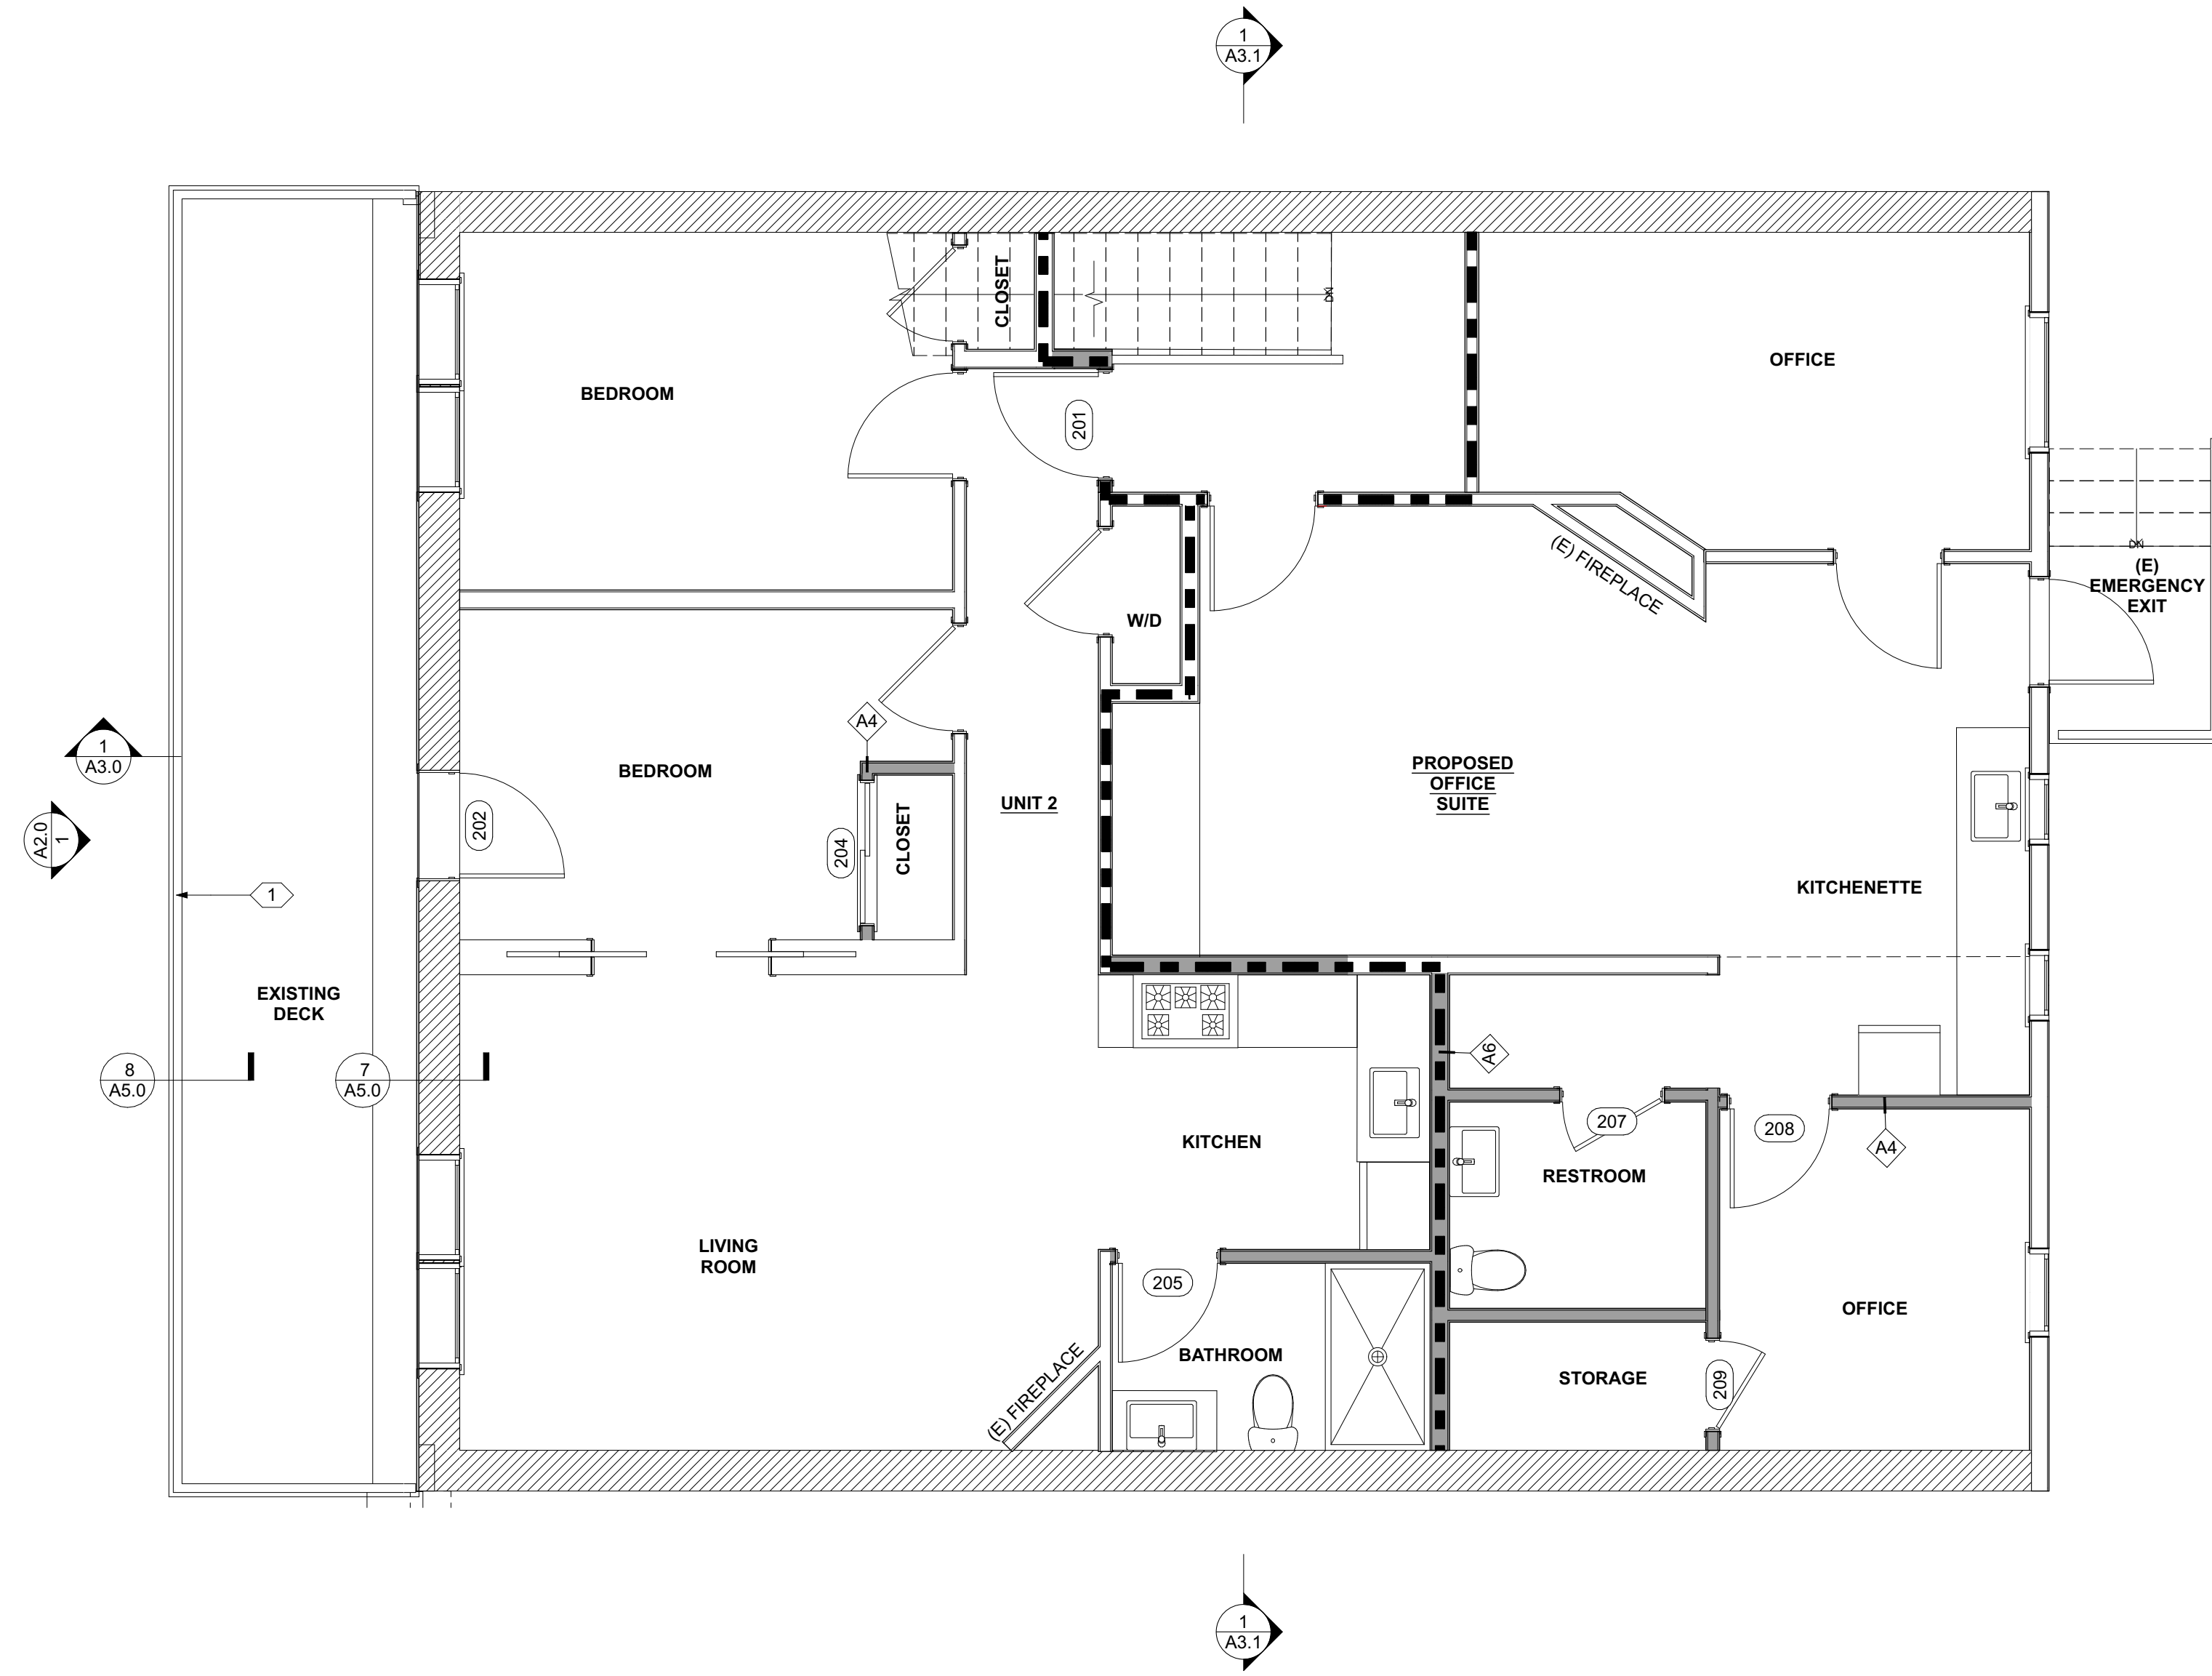 1
A3.1
CLOSET
DN
OFFICE
BEDROOM
201
(E) FIREPLACE
DN
(E)
EMERGENCY
EXIT
W/D
A4
1
A3.0
BEDROOM
PROPOSED
OFFICE
SUITE
UNIT 2
202
204
CLOSET
A2.0
1
1
KITCHENETTE
EXISTING
DECK
A6
8
A5.0
7
A5.0
207
208
KITCHEN
A4
RESTROOM
LIVING
ROOM
205
OFFICE
(E) FIREPLACE
BATHROOM
STORAGE
209
1
A3.1